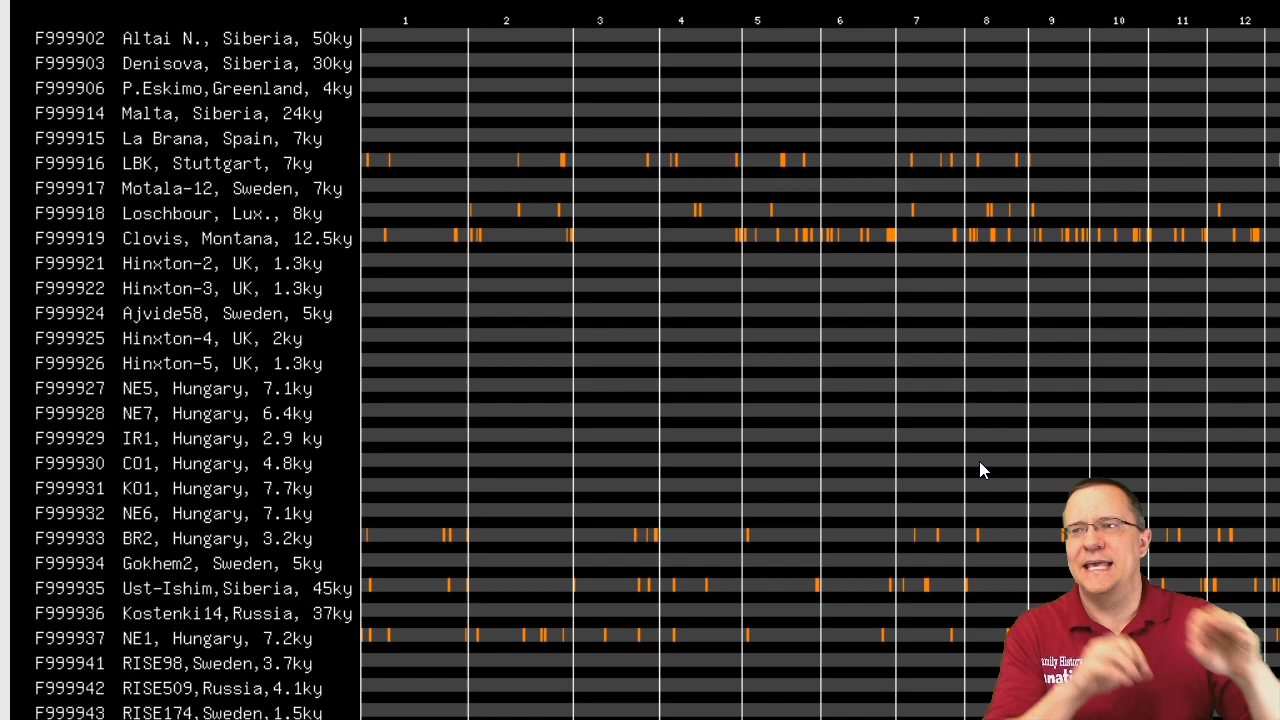 1 2 3 4 5 6 7 8 9 10 11 12
F999902 Altai N., Siberia, 50ky
F999903 Denisova, Siberia, 30ky
F999906 P.Eskimo,Greenland, 4ky
F999914 Malta, Siberia, 24ky
F999915 La Brana, Spain, 7ky
F999916 LBK, Stuttgart, 7ky
F999917 Motala-12, Sweden, 7ky
F999918 Loschbour, Lux., 8ky
F999919 Clovis, Montana, 12.5ky
F999921 Hinxton-2, UK, 1.3ky
F999922 Hinxton-3, UK, 1.3ky
F999924 Ajvide58, Sweden, 5ky
F999925 Hinxton-4, UK, 2ky
F999926 Hinxton-5, UK, 1.3ky
F999927 NE5, Hungary, 7.1ky
F999928 NE7, Hungary, 6.4ky
F999929 IR1, Hungary, 2.9 ky
F999930 CO1, Hungary, 4.8ky
F999931 KO1, Hungary, 7.7ky
F999932 NE6, Hungary, 7.1ky
F999933 BR2, Hungary, 3.2ky
F999934 Gokhem2, Sweden, 5ky
F999935 Ust-Ishim,Siberia, 45ky
F999936 Kostenki14,Russia, 37ky
F999937 NE1, Hungary, 7.2ky
F999941 RISE98,Sweden,3.7ky
F999942 RISE509,Russia,4.1ky
F999943 RISE174,Sweden,1.5ky